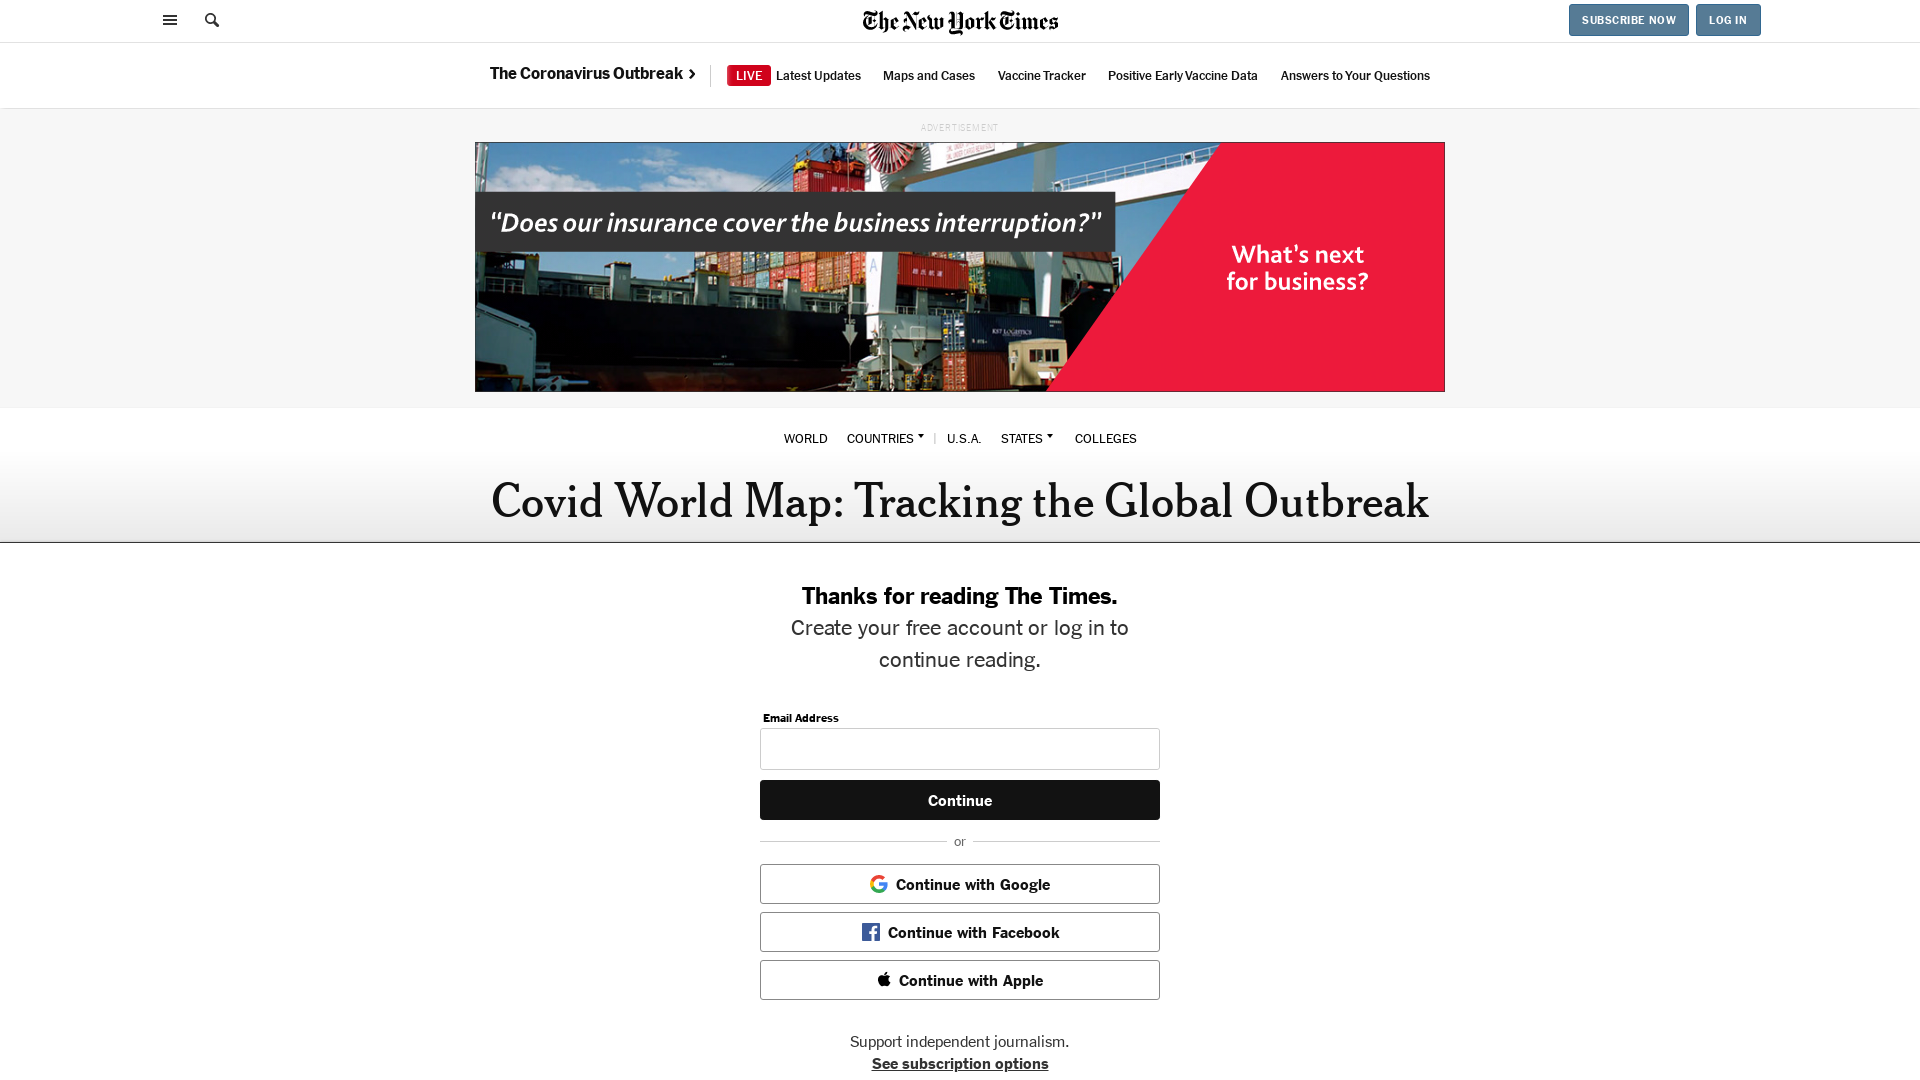 The New York Times
SUBSCRIBE NOW
LOG IN
The Coronavirus Outbreak
LIVE Latest Updates
Maps and Cases
Vaccine Tracker
Positive Early Vaccine Data
Answers to Your Questions
ADVERTISEMENT
“Does our insurance cover the business interruption?”
What’s next
for business?
WORLD
COUNTRIES
U.S.A.
STATES
COLLEGES
Covid World Map: Tracking the Global Outbreak
Thanks for reading The Times.
Create your free account or log in to
continue reading.
Email Address
Continue
or
Continue with Google
Continue with Facebook
Continue with Apple
Support independent journalism.
See subscription options